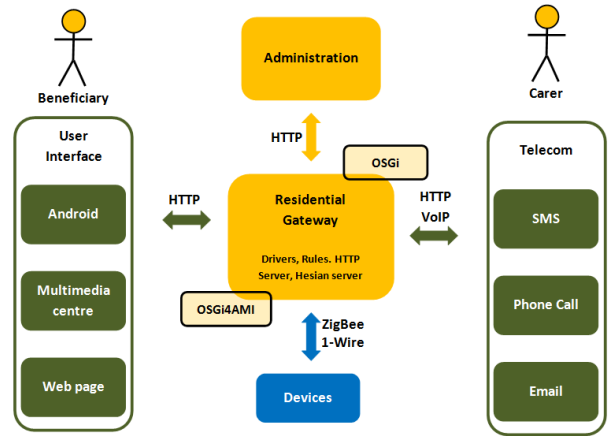 Beneficiary
User
Interface
Android
Multimedia
centre
Web page
HTTP
Administration
HTTP
OSGi
Residential
Gateway
Drivers, Rules. HTTP
Server, Hesian server
OSGi4AMI
ZigBee
1-Wire
Devices
HTTP
VoIP
Carer
Telecom
SMS
Phone Call
Email